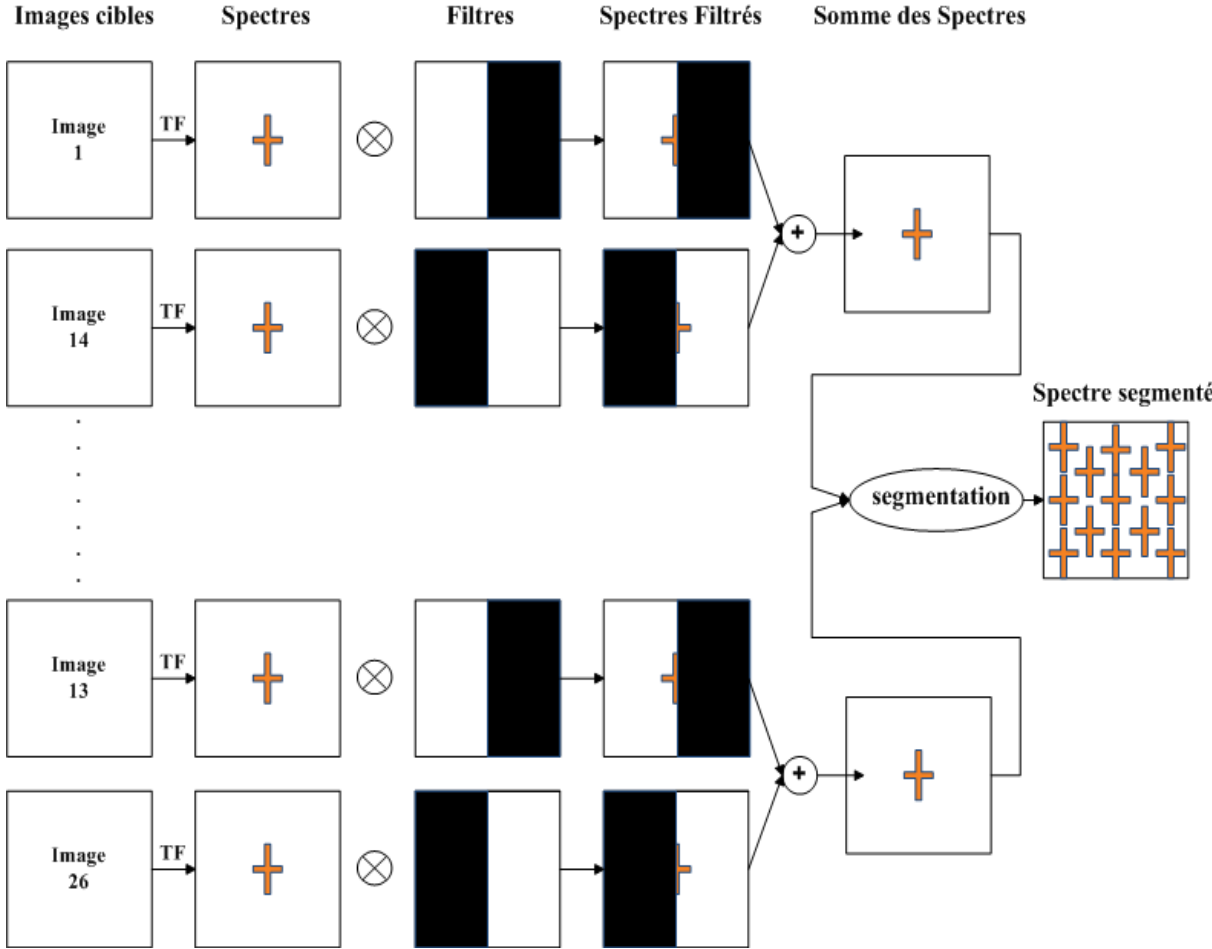 Images cibles Spectres Filtres Spectres Filtrés Somme des Spectres
Image
1
TF
+
Image
14
TF
Spectre segmenté
segmentation
Image
13
TF
+
Image
26
TF